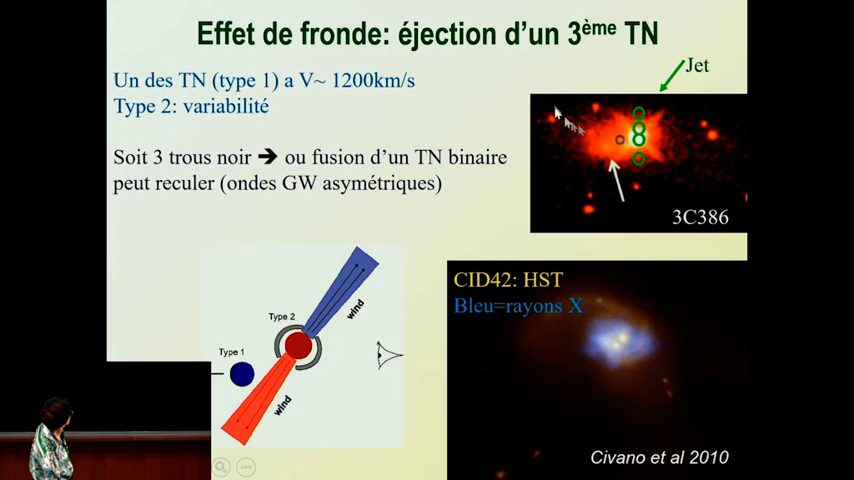 Effet de fronde: éjection d'un 3ème TN
Un des TN (type 1) a V~ 1200km/s
Type 2: variabilité
Soit 3 trous noir ➔ ou fusion d'un TN binaire
peut reculer (ondes GW asymétriques)
Jet
3C386
Type 2
wind
Type 1
wind
CID42: HST
Bleu=rayons X
Civano et al 2010